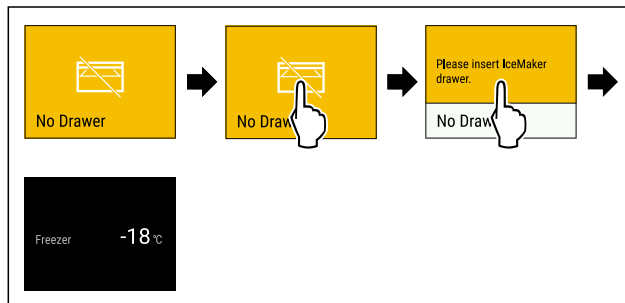 No Drawer
No Draw
Please insert IceMaker
drawer.
No Draw
Freezer -18 °C